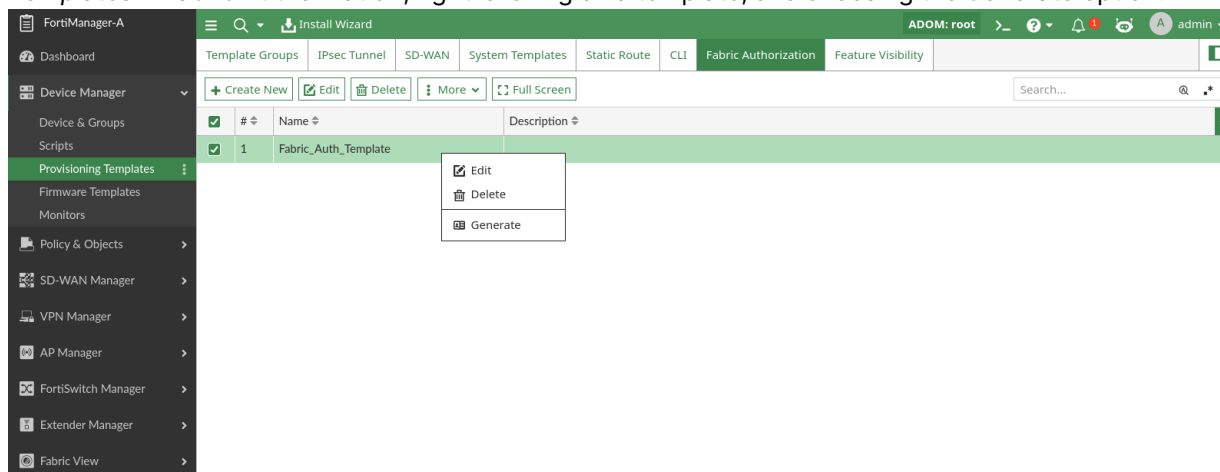 FortiManager-A
Install Wizard
ADOM: root
1
A
admin
Dashboard
Template Groups
IPsec Tunnel
SD-WAN
System Templates
Static Route
CLI
Fabric Authorization
Feature Visibility
Device Manager
Create New
Edit
Delete
More
Full Screen
Search...
Device & Groups
#
Name
Description
Scripts
1
Fabric_Auth_Template
Provisioning Templates
Edit
Firmware Templates
Delete
Monitors
Generate
Policy & Objects
SD-WAN Manager
VPN Manager
AP Manager
FortiSwitch Manager
Extender Manager
Fabric View